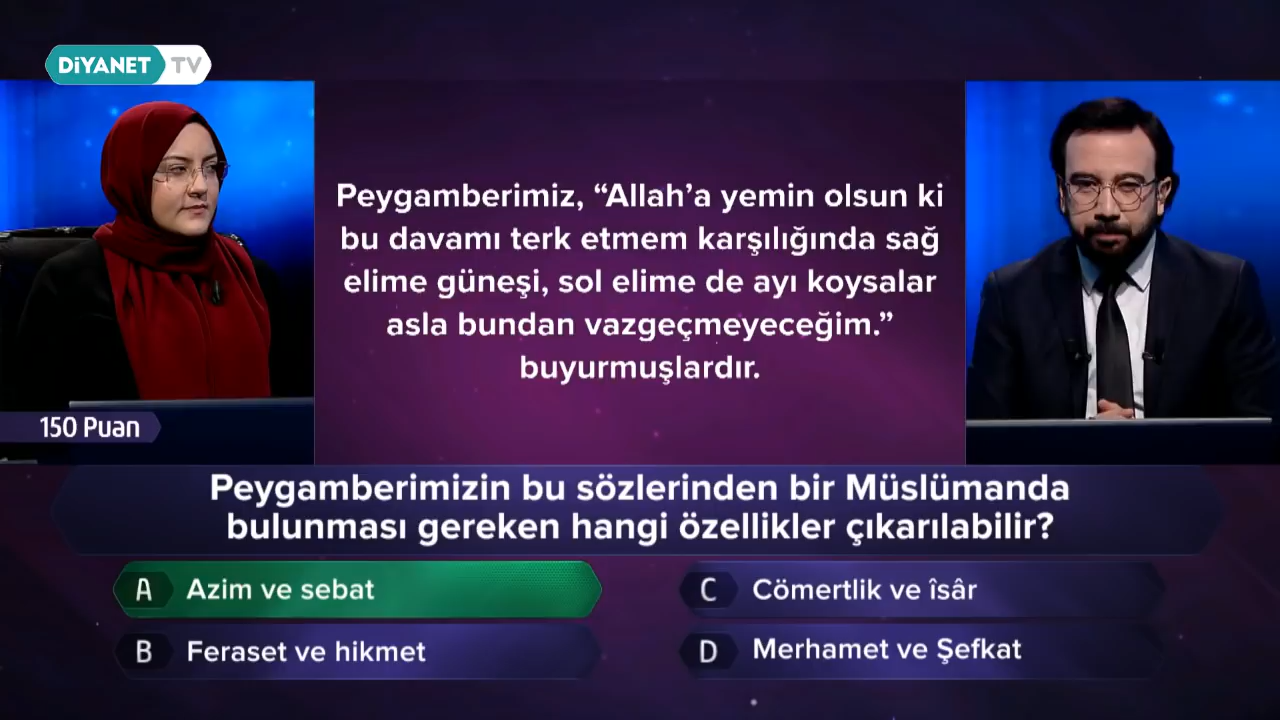 DİYANET TV
Peygamberimiz, “Allah’a yemin olsun ki
bu davamı terk etmem karşılığında sağ
elime güneşi, sol elime de ayı koysalar
asla bundan vazgeçmeyeceğim.”
buyurmuşlardır.
150 Puan
Peygamberimizin bu sözlerinden bir Müslümanda
bulunması gereken hangi özellikler çıkarılabilir?
A Azim ve sebat
B Feraset ve hikmet
C Cömertlik ve îsâr
D Merhamet ve Şefkat